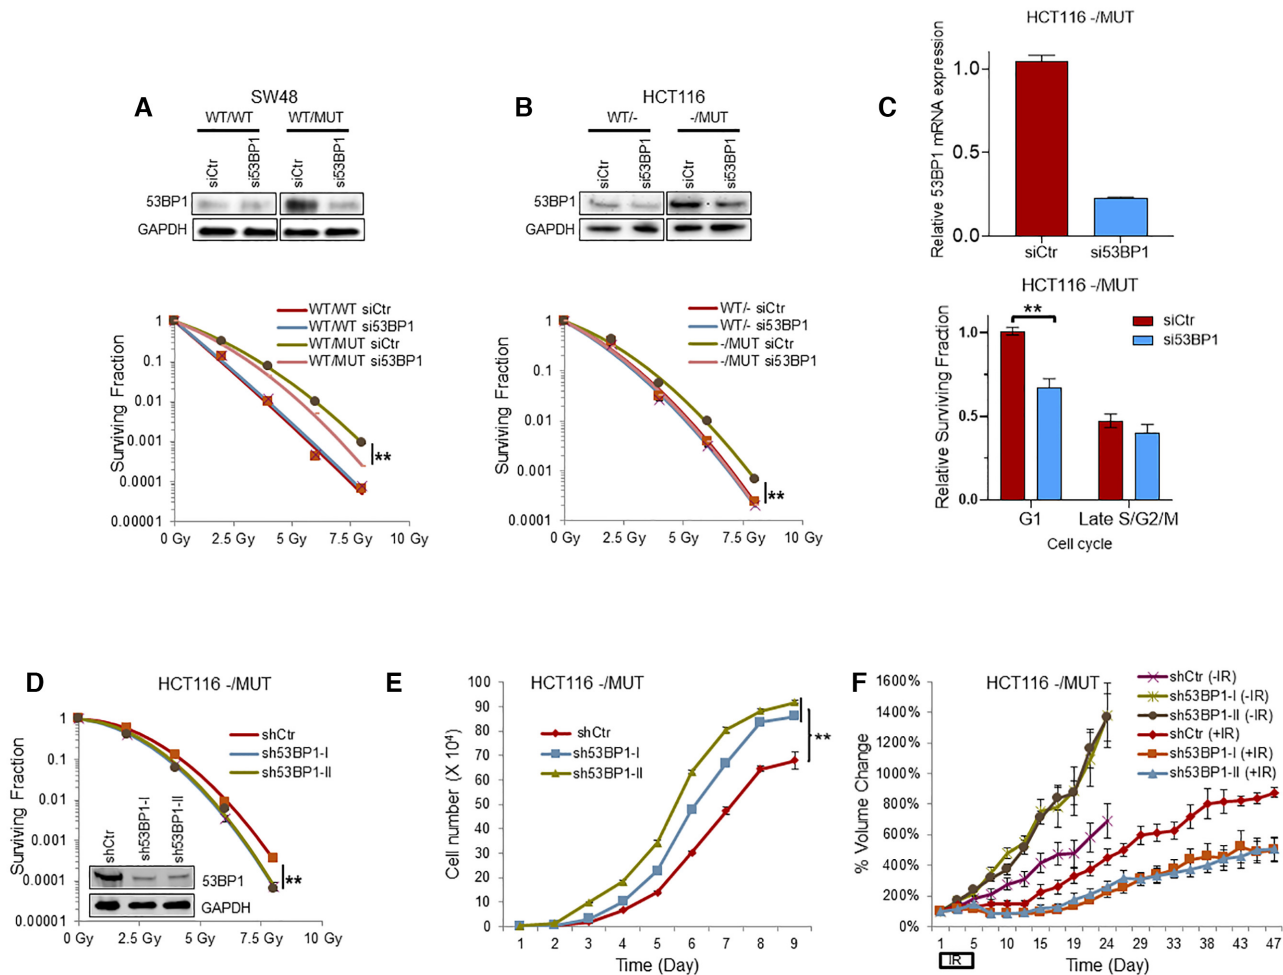 A
SW48
WT/WT WT/MUT
siCtr si53BP1 siCtr si53BP1
53BP1
GAPDH
Surviving Fraction
1
0.1
0.01
0.001
0.0001
0.00001
0 Gy 2.5 Gy 5 Gy 7.5 Gy 10 Gy
WT/WT siCtr
WT/WT si53BP1
WT/MUT siCtr
WT/MUT si53BP1
**
B
HCT116
WT/- -/MUT
siCtr si53BP1 siCtr si53BP1
53BP1
GAPDH
Surviving Fraction
1
0.1
0.01
0.001
0.0001
0 Gy 2.5 Gy 5 Gy 7.5 Gy 10 Gy
WT/- siCtr
WT/- si53BP1
-/MUT siCtr
-/MUT si53BP1
**
C
HCT116 -/MUT
Relative 53BP1 mRNA expression
1.0
0.5
0.0
siCtr si53BP1
HCT116 -/MUT
Relative Surviving Fraction
1.0
0.5
0.0
**
siCtr
si53BP1
G1 Late S/G2/M
Cell cycle
D
HCT116 -/MUT
Surviving Fraction
1
0.1
0.01
0.001
0.0001
0.00001
shCtr
sh53BP1-I
sh53BP1-II
shCtr sh53BP1-I sh53BP1-II
53BP1
GAPDH
**
0 Gy 2.5 Gy 5 Gy 7.5 Gy 10 Gy
E
HCT116 -/MUT
Cell number (X 10⁴)
100
90
80
70
60
50
40
30
20
10
0
shCtr
sh53BP1-I
sh53BP1-II
**
1 2 3 4 5 6 7 8 9
Time (Day)
F
HCT116 -/MUT
% Volume Change
1600%
1400%
1200%
1000%
800%
600%
400%
200%
0%
shCtr (-IR)
sh53BP1-I (-IR)
sh53BP1-II (-IR)
shCtr (+IR)
sh53BP1-I (+IR)
sh53BP1-II (+IR)
1 5 10 15 19 24 29 33 38 43 47
IR
Time (Day)